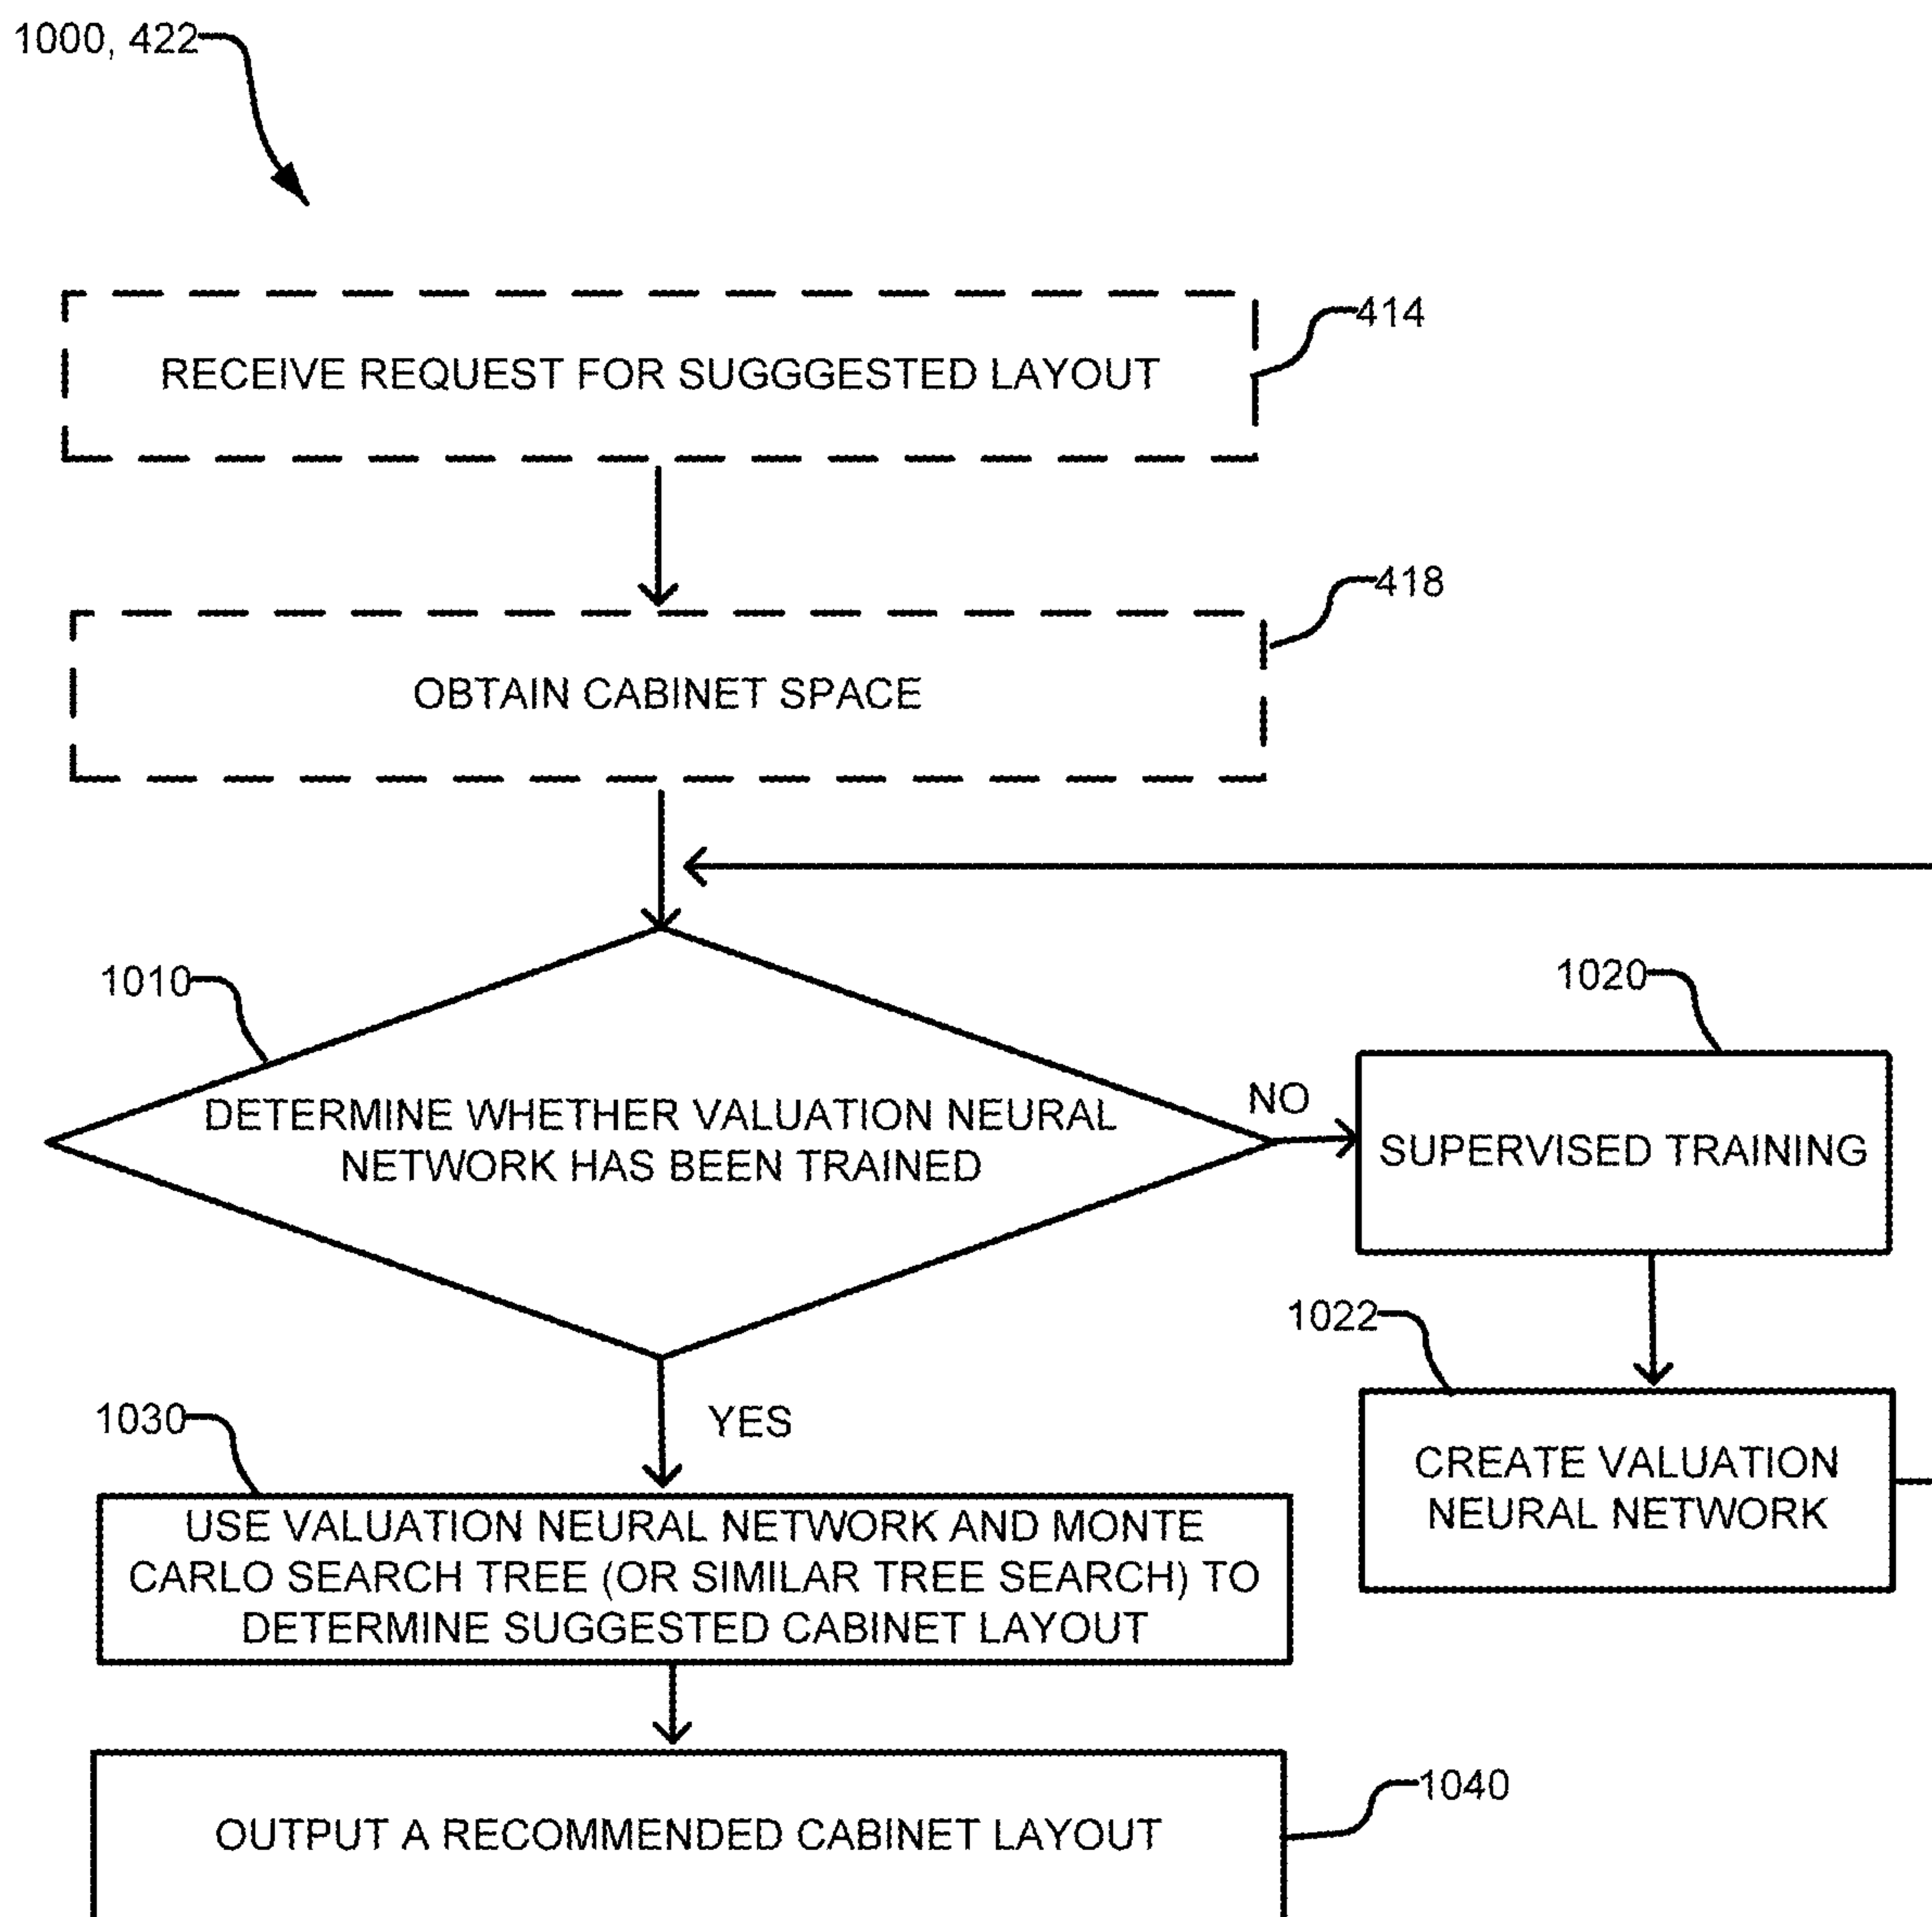 1000, 422
RECEIVE REQUEST FOR SUGGGESTED LAYOUT
414
418
OBTAIN CABINET SPACE
1010
DETERMINE WHETHER VALUATION NEURAL
NETWORK HAS BEEN TRAINED
NO
1020
SUPERVISED TRAINING
1022
CREATE VALUATION
NEURAL NETWORK
YES
1030
USE VALUATION NEURAL NETWORK AND MONTE
CARLO SEARCH TREE (OR SIMILAR TREE SEARCH) TO
DETERMINE SUGGESTED CABINET LAYOUT
1040
OUTPUT A RECOMMENDED CABINET LAYOUT